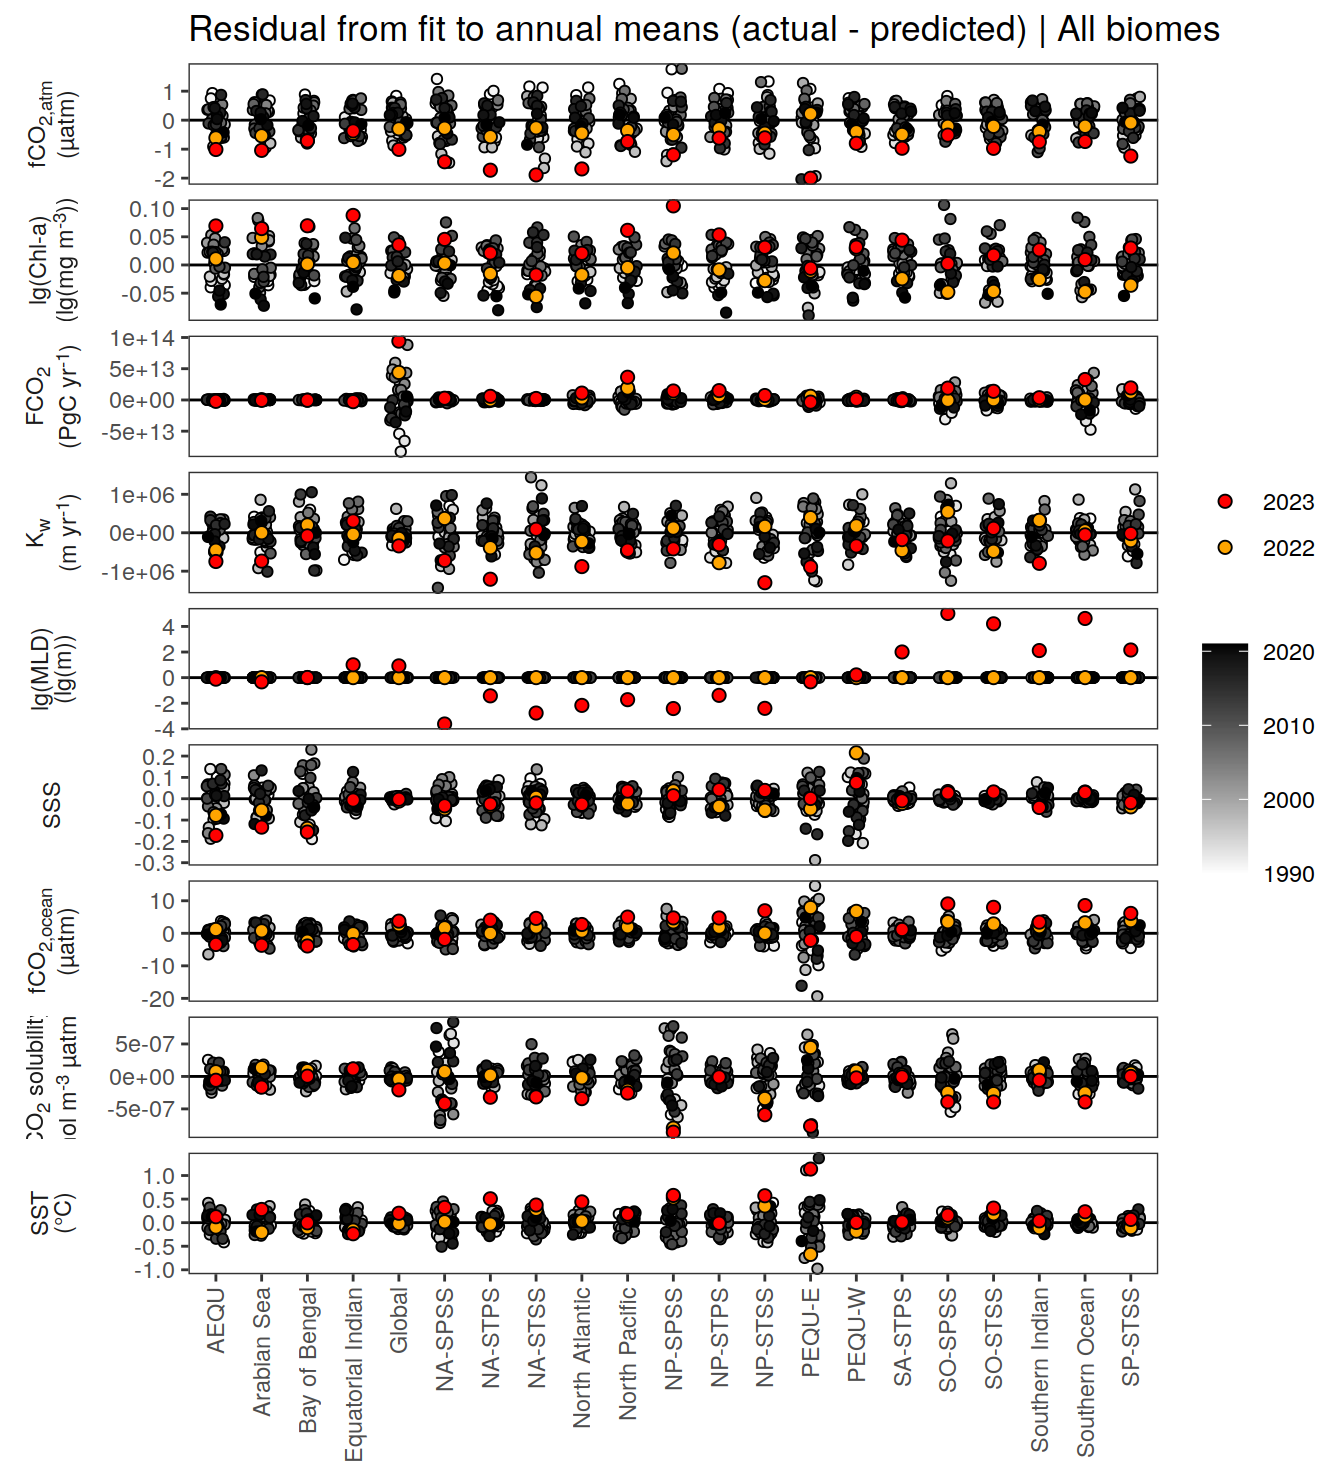 Residual from fit to annual means (actual - predicted) | All biomes
fCO2,atm
(µatm)
1
0
-1
-2
lg(Chl-a)
(lg(mg m-3))
0.10
0.05
0.00
-0.05
FCO2
(PgC yr-1)
1e+14
5e+13
0e+00
-5e+13
Kw
(m yr-1)
1e+06
0e+00
-1e+06
lg(MLD)
(lg(m))
4
2
0
-2
-4
SSS
0.2
0.1
0.0
-0.1
-0.2
-0.3
fCO2,ocean
(µatm)
10
0
-10
-20
CO2 solubilit
ol m-3 µatm
5e-07
0e+00
-5e-07
SST
(°C)
1.0
0.5
0.0
-0.5
-1.0
AEQU
Arabian Sea
Bay of Bengal
Equatorial Indian
Global
NA-SPSS
NA-STPS
NA-STSS
North Atlantic
North Pacific
NP-SPSS
NP-STPS
NP-STSS
PEQU-E
PEQU-W
SA-STPS
SO-SPSS
SO-STSS
Southern Indian
Southern Ocean
SP-STSS
2023
2022
2020
2010
2000
1990